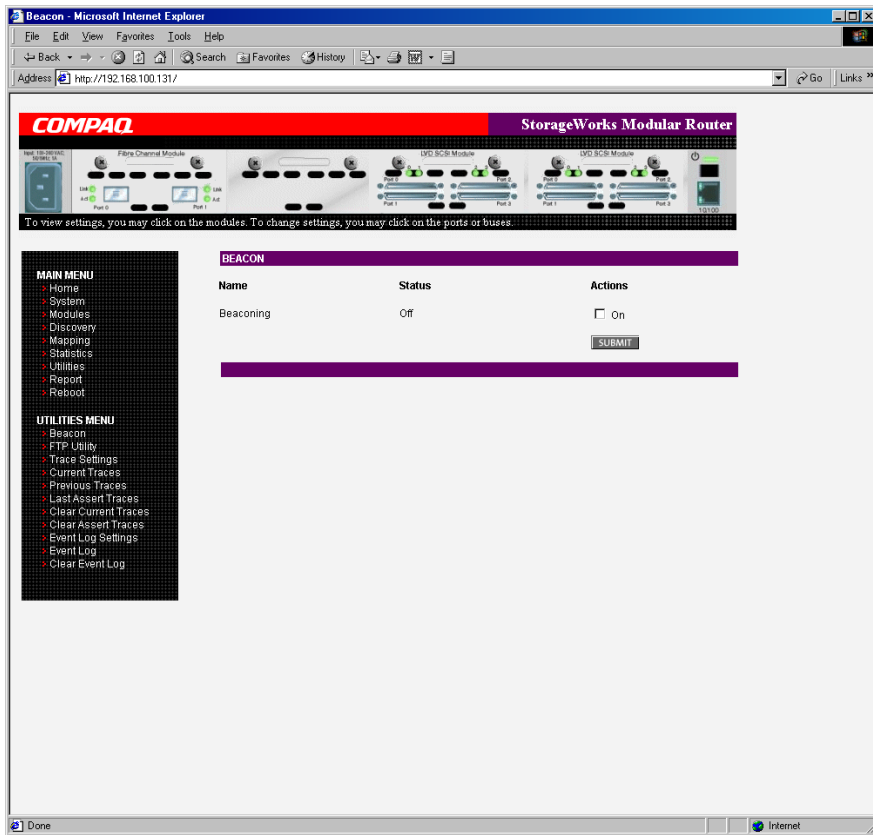 Beacon - Microsoft Internet Explorer
File Edit View Favorites Tools Help
Back Search Favorites History
Address http://192.168.100.131/ Go Links »
COMPAQ
StorageWorks Modular Router
Fibre Channel Module
LVD SCSI Module
LVD SCSI Module
Link
Act
Port 0
Link
Act
Port 1
Port 0
Port 2
Port 1
Port 3
Port 0
Port 2
Port 1
Port 3
10/100
To view settings, you may click on the modules. To change settings, you may click on the ports or buses.
MAIN MENU
> Home
> System
> Modules
> Discovery
> Mapping
> Statistics
> Utilities
> Report
> Reboot
UTILITIES MENU
> Beacon
> FTP Utility
> Trace Settings
> Current Traces
> Previous Traces
> Last Assert Traces
> Clear Current Traces
> Clear Assert Traces
> Event Log Settings
> Event Log
> Clear Event Log
BEACON
Name Status Actions
Beaconing Off On
SUBMIT
Done
Internet